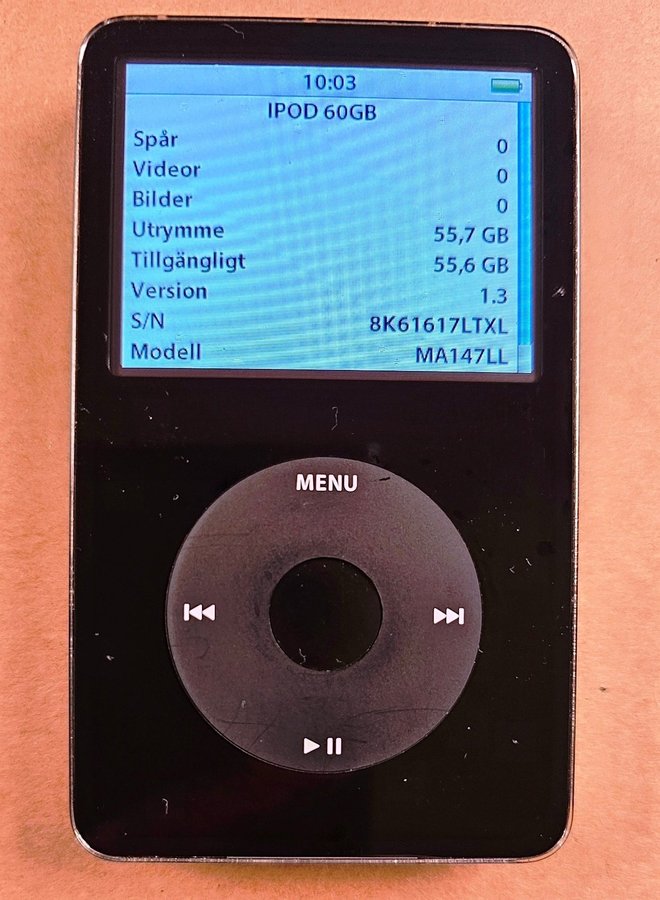 10:03
IPOD 60GB
Spår 0
Videor 0
Bilder 0
Utrymme 55,7 GB
Tillgängligt 55,6 GB
Version 1.3
S/N 8K61617LTXL
Modell MA147LL
MENU